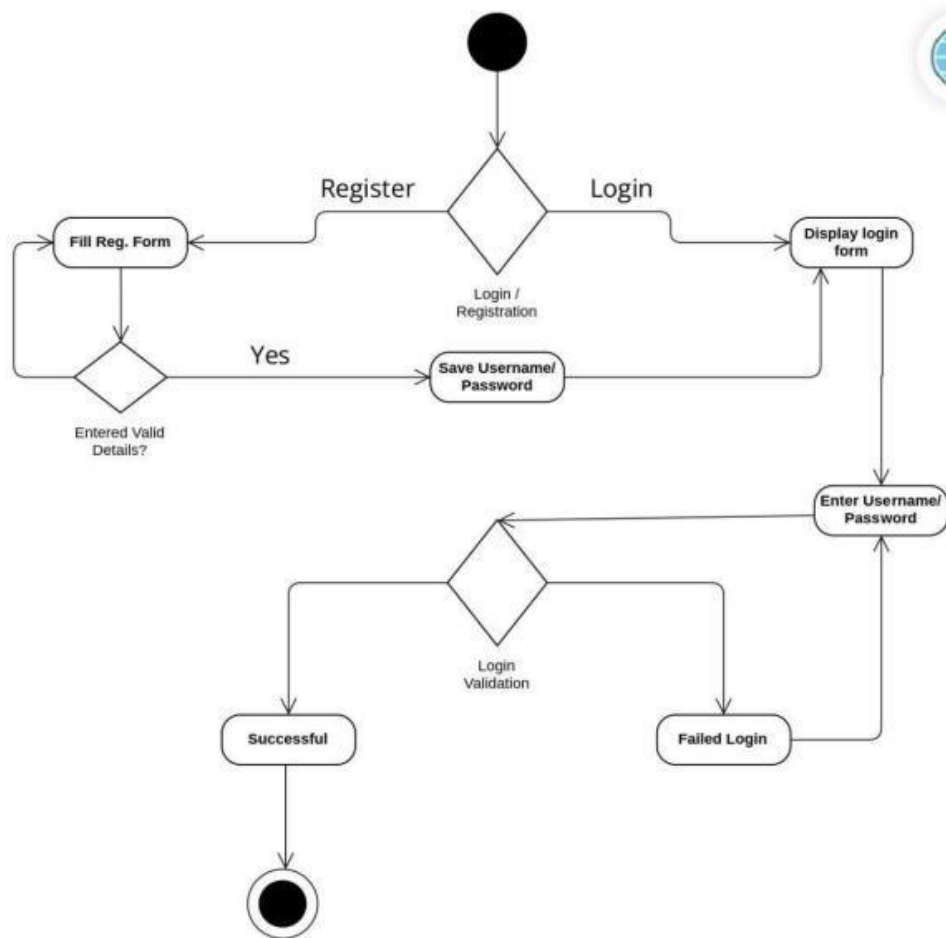 Register
Login
Fill Reg. Form
Display login
form
Login /
Registration
Yes
Save Username/
Password
Entered Valid
Details?
Enter Username/
Password
Login
Validation
Successful
Failed Login